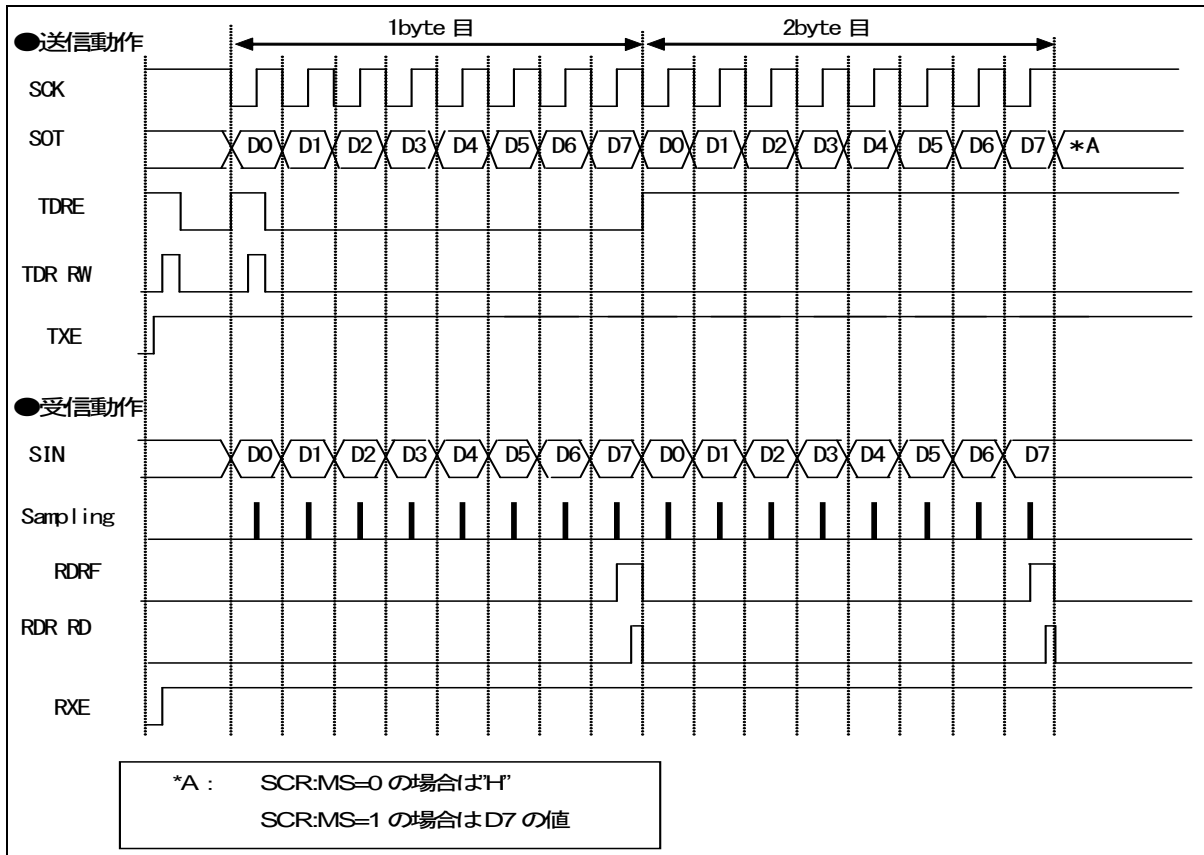 1byte 目 2byte 目
●送信動作
SCK
SOT D0 D1 D2 D3 D4 D5 D6 D7 D0 D1 D2 D3 D4 D5 D6 D7 *A
TDRE
TDR RW
TXE
●受信動作
SIN D0 D1 D2 D3 D4 D5 D6 D7 D0 D1 D2 D3 D4 D5 D6 D7
Sampling
RDRF
RDR RD
RXE
*A : SCR:MS=0 の場合は"H"
SCR:MS=1 の場合は D7 の値